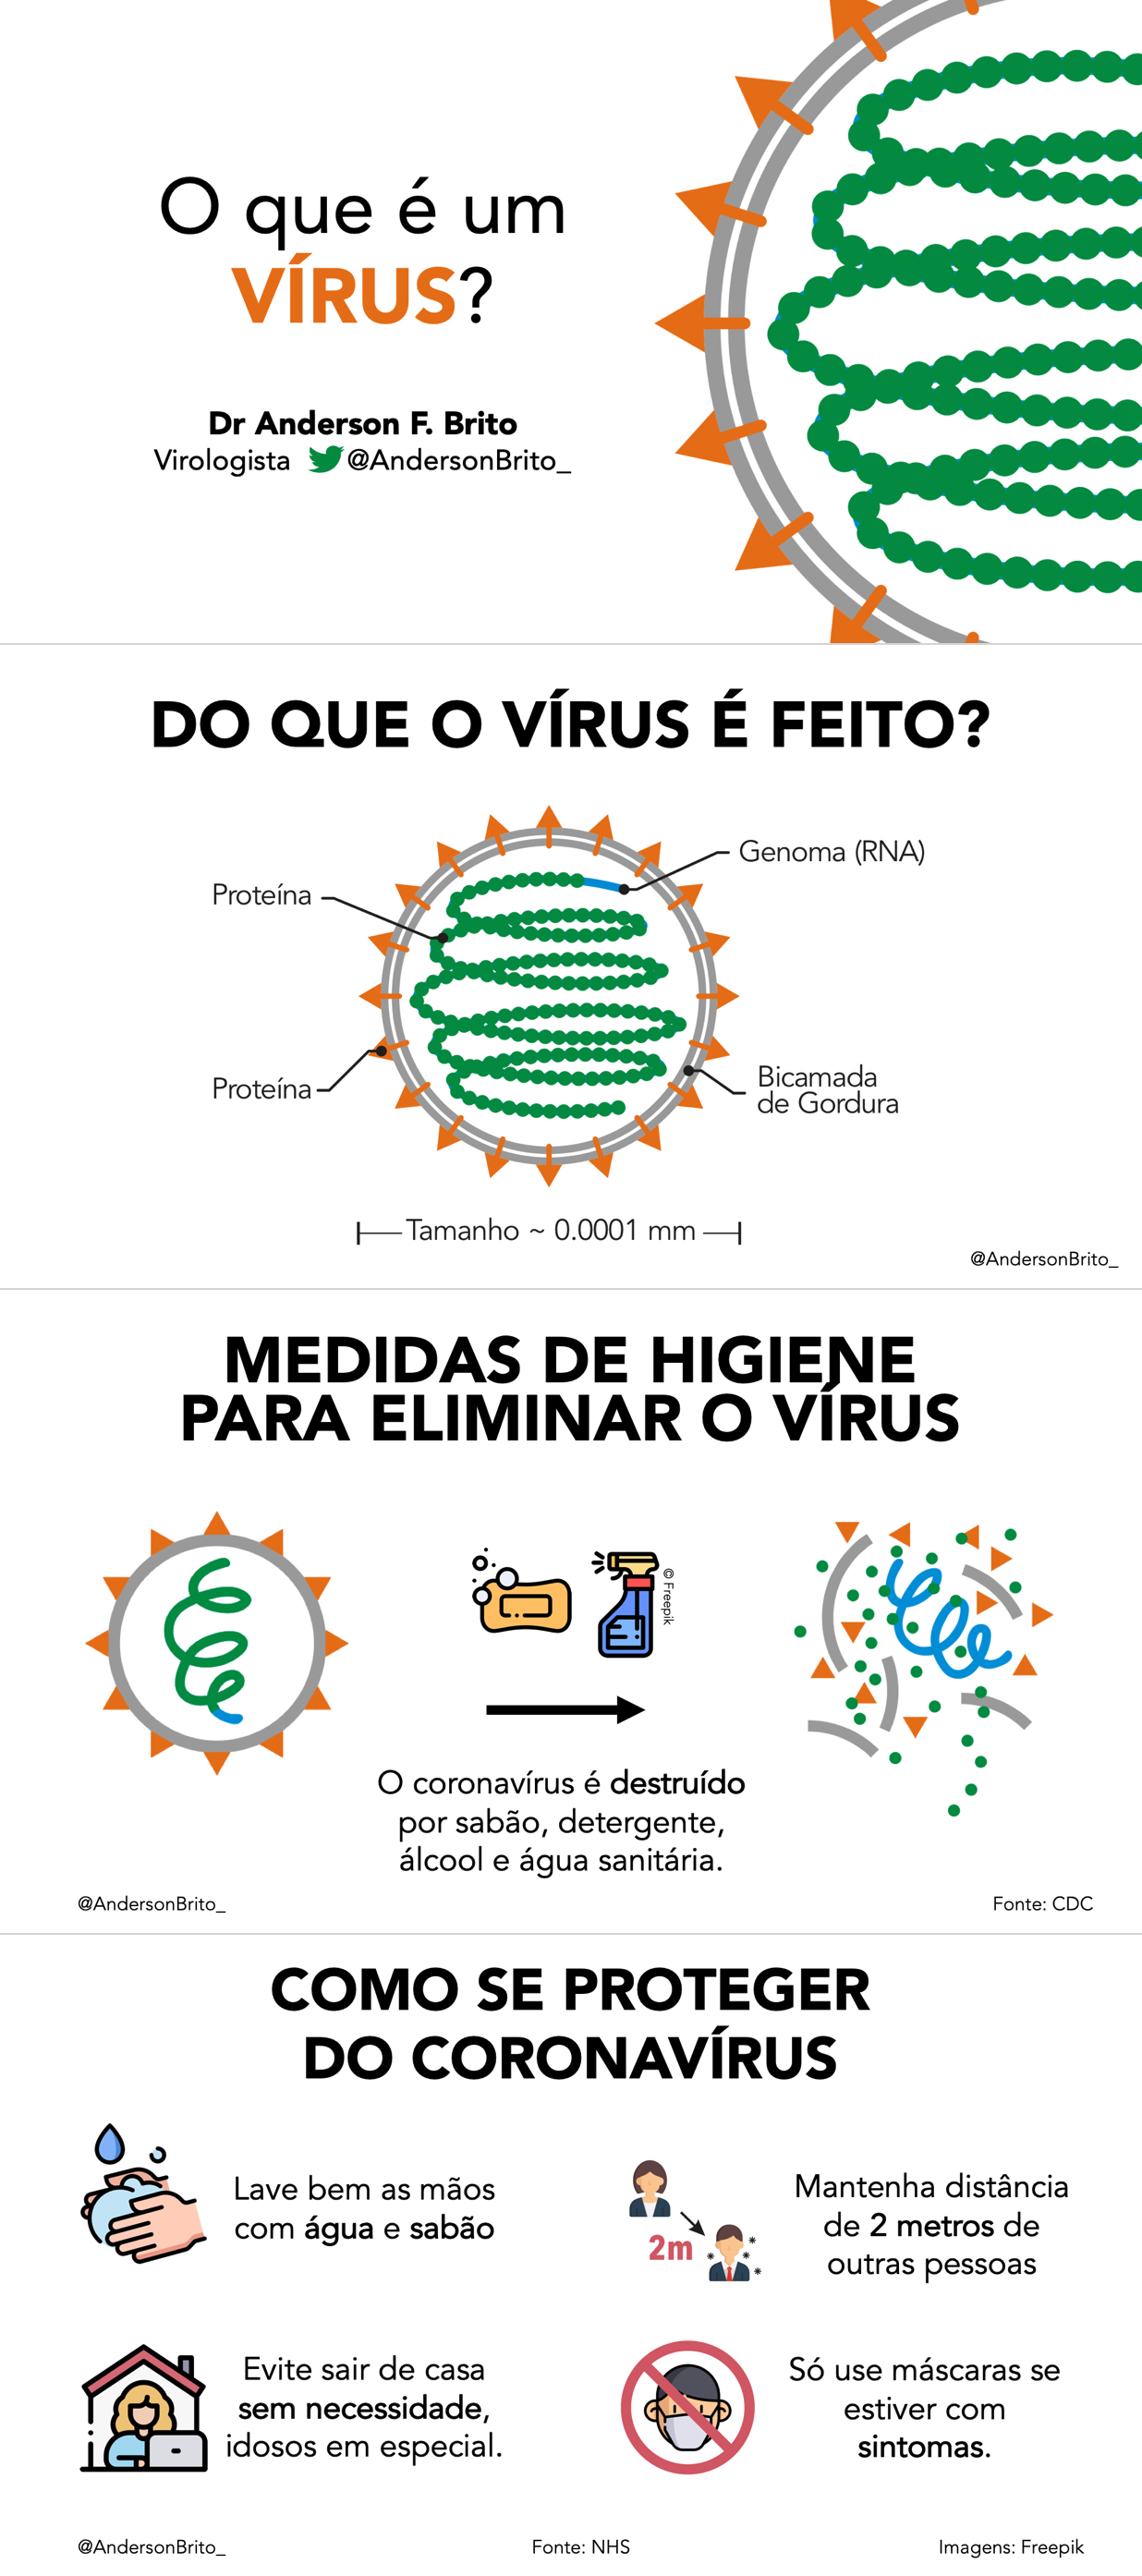 O que é um
VÍRUS?
Dr Anderson F. Brito
Virologista @AndersonBrito_
DO QUE O VÍRUS É FEITO?
Genoma (RNA)
Proteína
Proteína
Bicamada
de Gordura
Tamanho ~ 0.0001 mm
@AndersonBrito_
MEDIDAS DE HIGIENE
PARA ELIMINAR O VÍRUS
© Freepik
O coronavírus é destruído
por sabão, detergente,
álcool e água sanitária.
@AndersonBrito_
Fonte: CDC
COMO SE PROTEGER
DO CORONAVÍRUS
Lave bem as mãos
com água e sabão
2m
Mantenha distância
de 2 metros de
outras pessoas
Evite sair de casa
sem necessidade,
idosos em especial.
Só use máscaras se
estiver com
sintomas.
@AndersonBrito_
Fonte: NHS
Imagens: Freepik